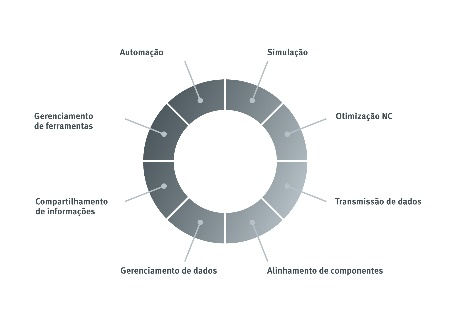 Automação
Simulação
Gerenciamento
de ferramentas
Otimização NC
Compartilhamento
de informações
Transmissão de dados
Gerenciamento de dados
Alinhamento de componentes